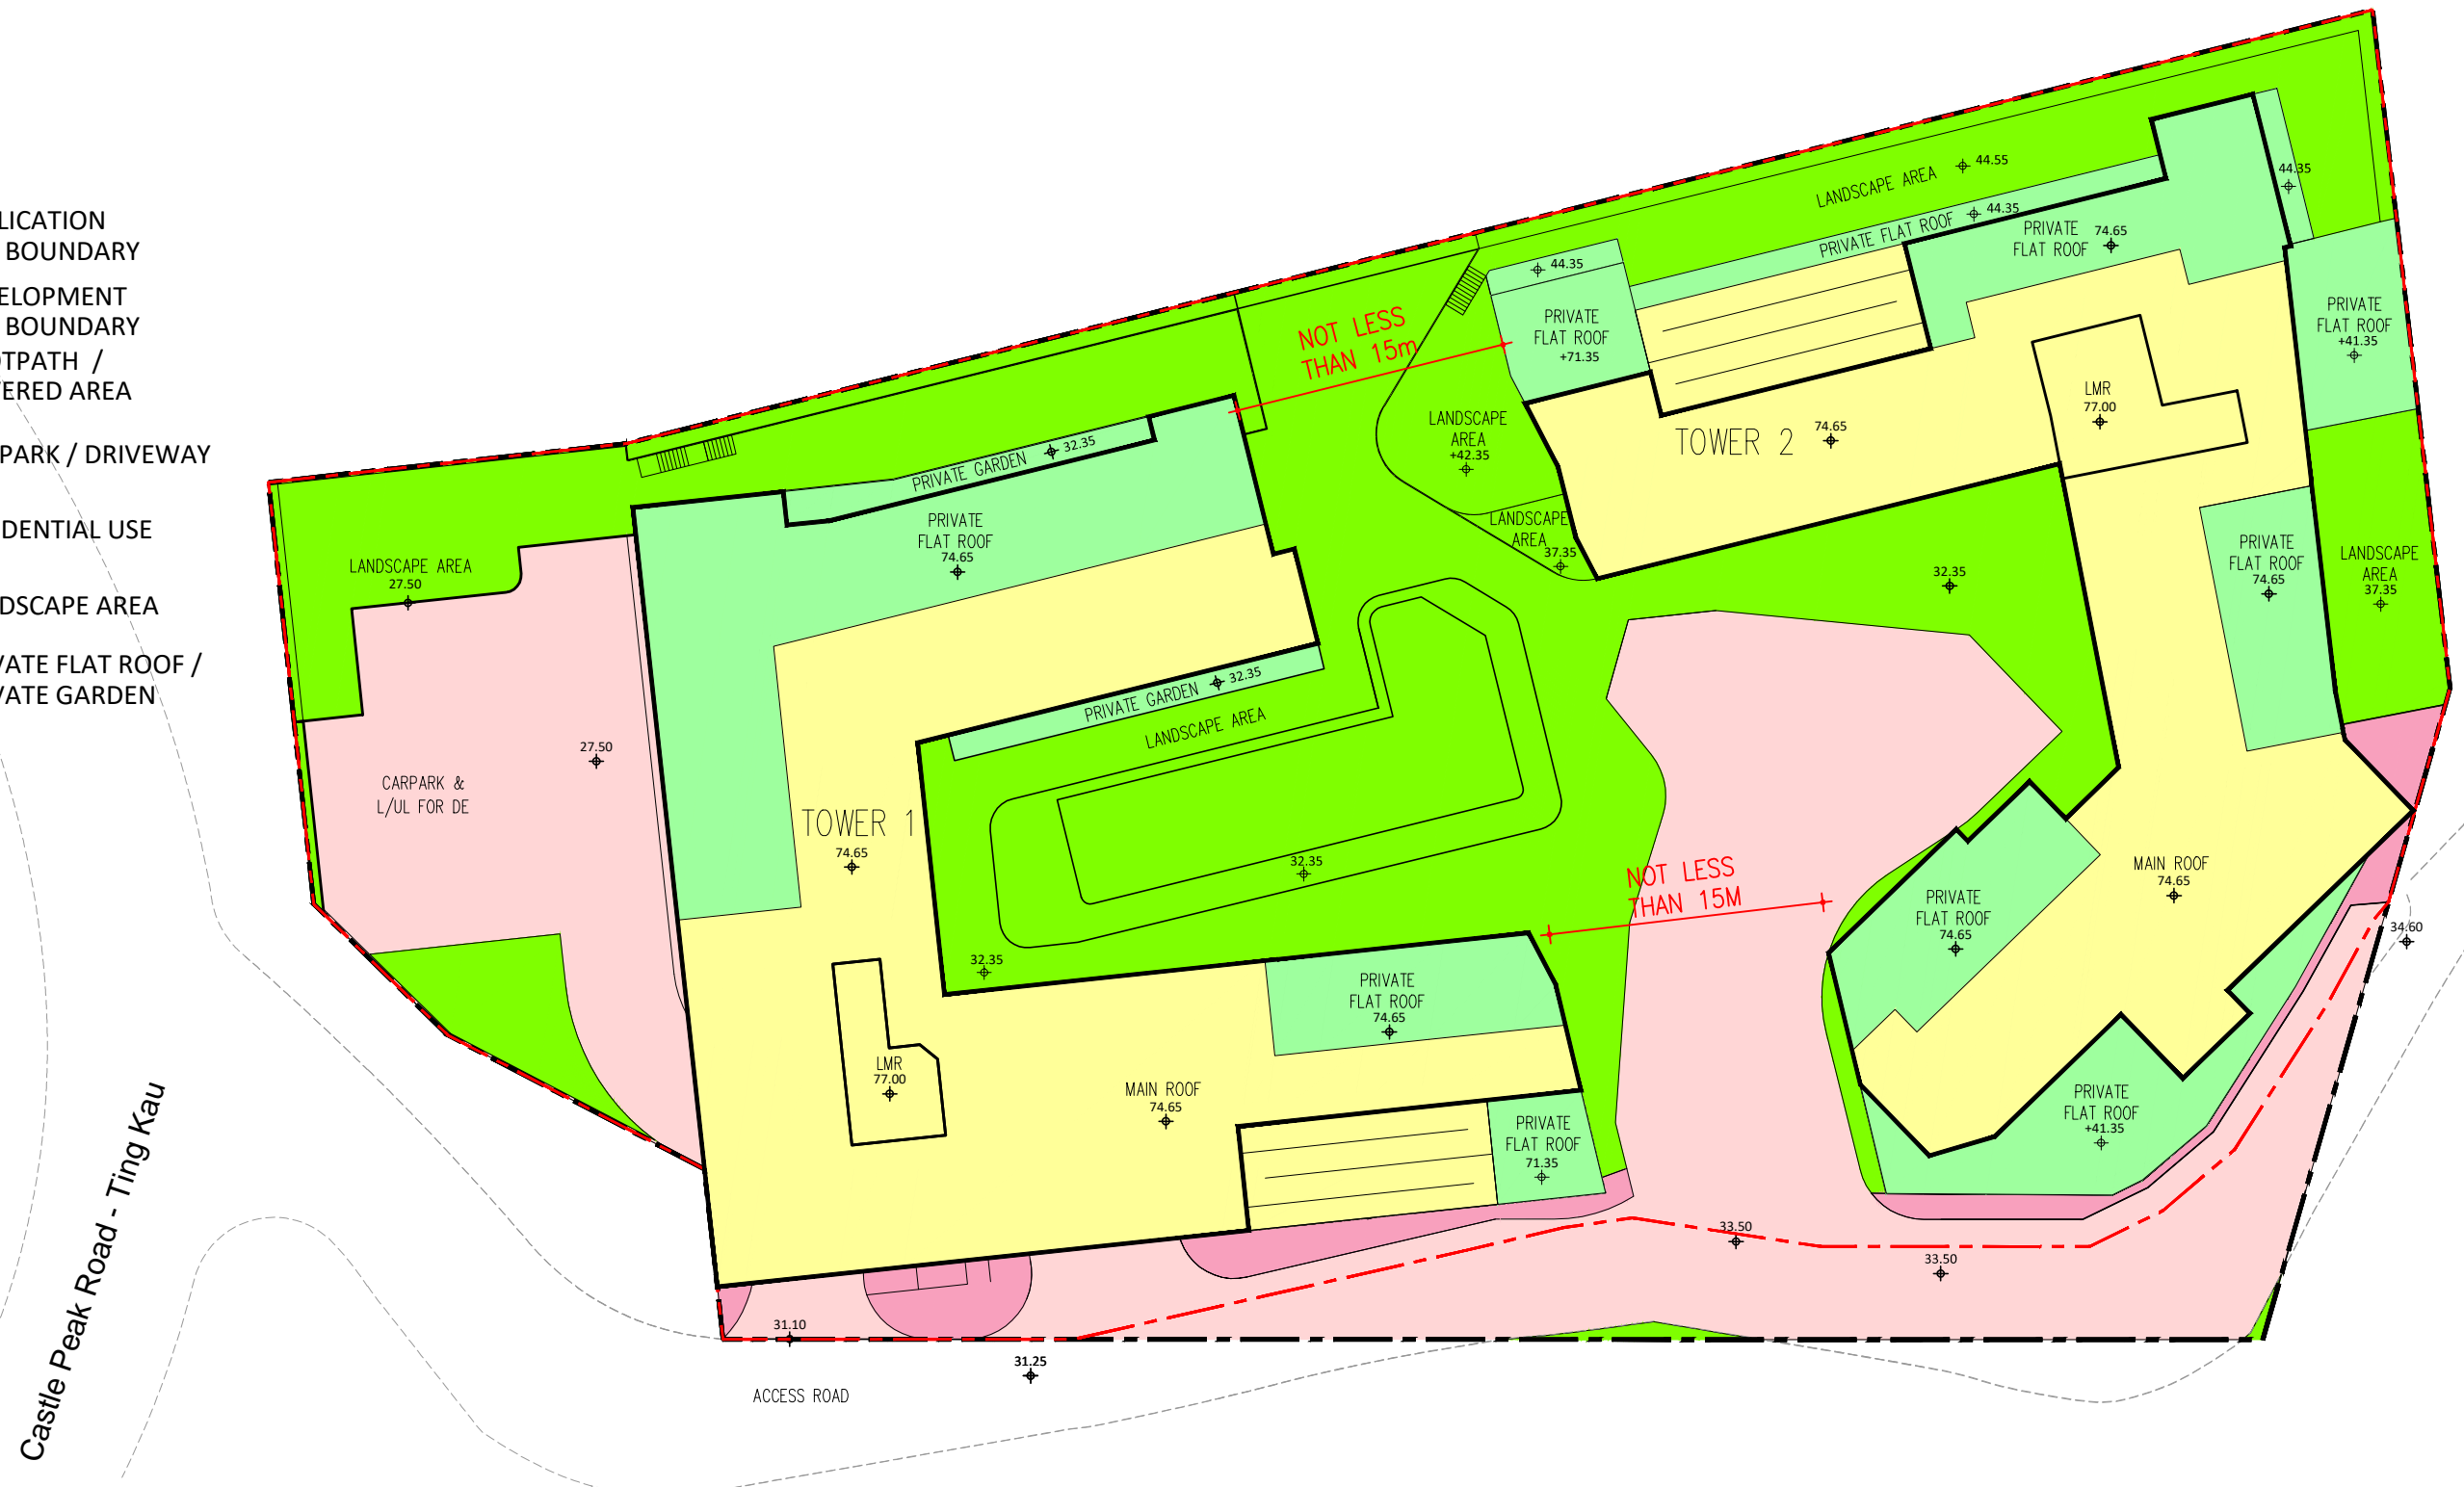 LICATION
BOUNDARY
ELOPMENT
BOUNDARY
OTPATH /
ERED AREA
PARK / DRIVEWAY
DENTIAL USE
DSCAPE AREA
VATE FLAT ROOF /
VATE GARDEN
LANDSCAPE AREA
27.50
27.50
CARPARK &
L/UL FOR DE
PRIVATE GARDEN 32.35
PRIVATE
FLAT ROOF
74.65
TOWER 1
74.65
PRIVATE GARDEN 32.35
LANDSCAPE AREA
32.35
32.35
LMR
77.00
MAIN ROOF
74.65
PRIVATE
FLAT ROOF
74.65
PRIVATE
FLAT ROOF
71.35
NOT LESS
THAN 15m
NOT LESS
THAN 15M
LANDSCAPE
AREA
+42.35
LANDSCAPE
AREA
37.35
44.35
PRIVATE
FLAT ROOF
+71.35
LANDSCAPE AREA 44.55
PRIVATE FLAT ROOF 44.35
44.35
PRIVATE
FLAT ROOF 74.65
TOWER 2 74.65
LMR
77.00
PRIVATE
FLAT ROOF
+41.35
32.35
PRIVATE
FLAT ROOF
74.65
LANDSCAPE
AREA
37.35
MAIN ROOF
74.65
PRIVATE
FLAT ROOF
74.65
PRIVATE
FLAT ROOF
+41.35
34.60
33.50
33.50
31.10
31.25
ACCESS ROAD
Castle Peak Road - Ting Kau